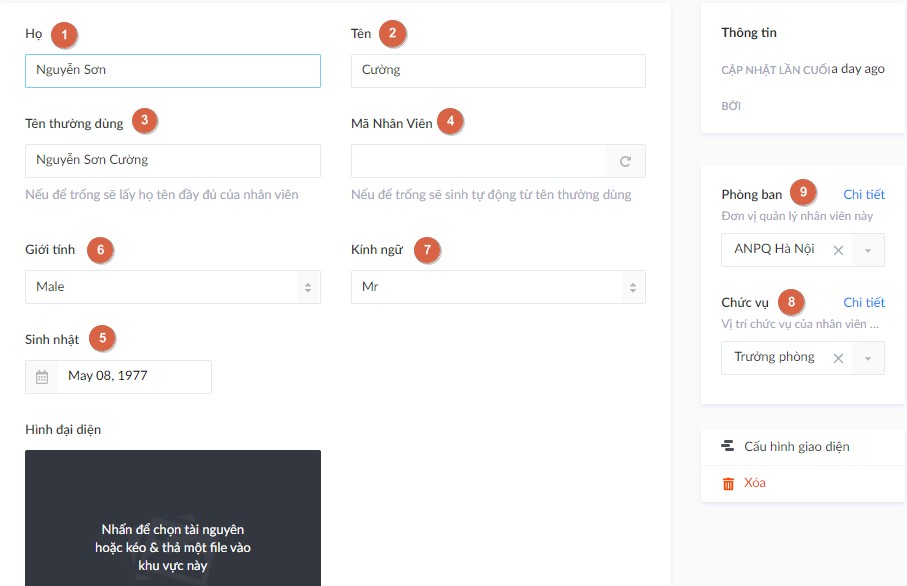 Họ 1
Nguyễn Sơn
Tên 2
Cường
Tên thường dùng 3
Nguyễn Sơn Cường
Nếu để trống sẽ lấy họ tên đầy đủ của nhân viên
Mã Nhân Viên 4
Nếu để trống sẽ sinh tự động từ tên thường dùng
Giới tính 6
Male
Kính ngữ 7
Mr
Sinh nhật 5
May 08, 1977
Hình đại diện
Nhấn để chọn tài nguyên
hoặc kéo & thả một file vào
khu vực này
Thông tin
CẬP NHẬT LẦN CUỐI a day ago
BỞI
Phòng ban 9 Chi tiết
Đơn vị quản lý nhân viên này
ANPQ Hà Nội
Chức vụ 8 Chi tiết
Vị trí chức vụ của nhân viên ...
Trưởng phòng
Cấu hình giao diện
Xóa